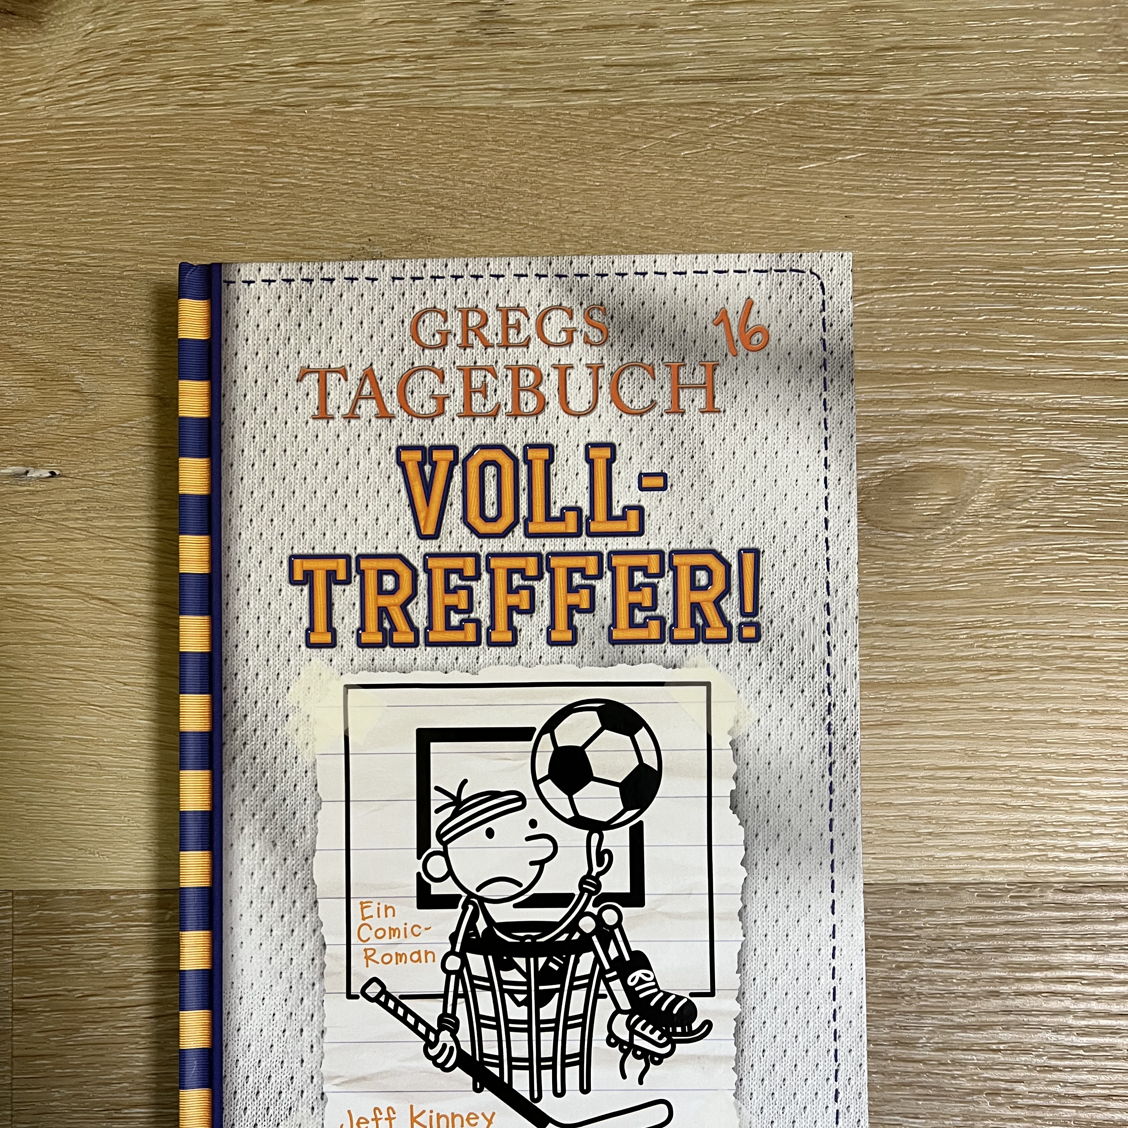 GREGS
TAGEBUCH 16
VOLL-
TREFFER!
Ein
Comic-
Roman
Jeff Kinney